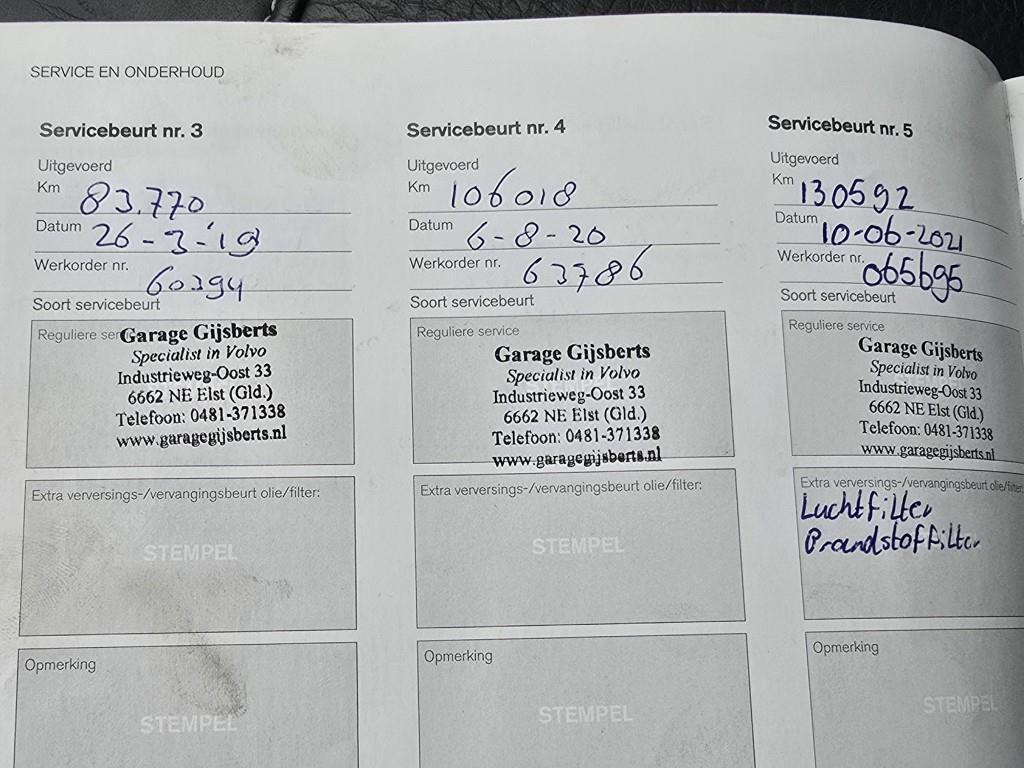 SERVICE EN ONDERHOUD
Servicebeurt nr. 3
Uitgevoerd
Km 83.770
Datum 26-3-'19
Werkorder nr. 60394
Soort servicebeurt
Reguliere ser
Garage Gijsberts
Specialist in Volvo
Industrieweg-Oost 33
6662 NE Elst (Gld.)
Telefoon: 0481-371338
www.garagegijsberts.nl
Extra verversings-/vervangingsbeurt olie/filter:
STEMPEL
Opmerking
STEMPEL
Servicebeurt nr. 4
Uitgevoerd
Km 106018
Datum 6-8-20
Werkorder nr. 63786
Soort servicebeurt
Reguliere service
Garage Gijsberts
Specialist in Volvo
Industrieweg-Oost 33
6662 NE Elst (Gld.)
Telefoon: 0481-371338
www.garagegijsberts.nl
Extra verversings-/vervangingsbeurt olie/filter:
STEMPEL
Opmerking
STEMPEL
Servicebeurt nr. 5
Uitgevoerd
Km 130592
Datum 10-06-2021
Werkorder nr. 065695
Soort servicebeurt
Reguliere service
Garage Gijsberts
Specialist in Volvo
Industrieweg-Oost 33
6662 NE Elst (Gld.)
Telefoon: 0481-371338
www.garagegijsberts.nl
Extra verversings-/vervangingsbeurt olie/filter:
Luchtfilter
Brandstoffilter
Opmerking
STEMPEL